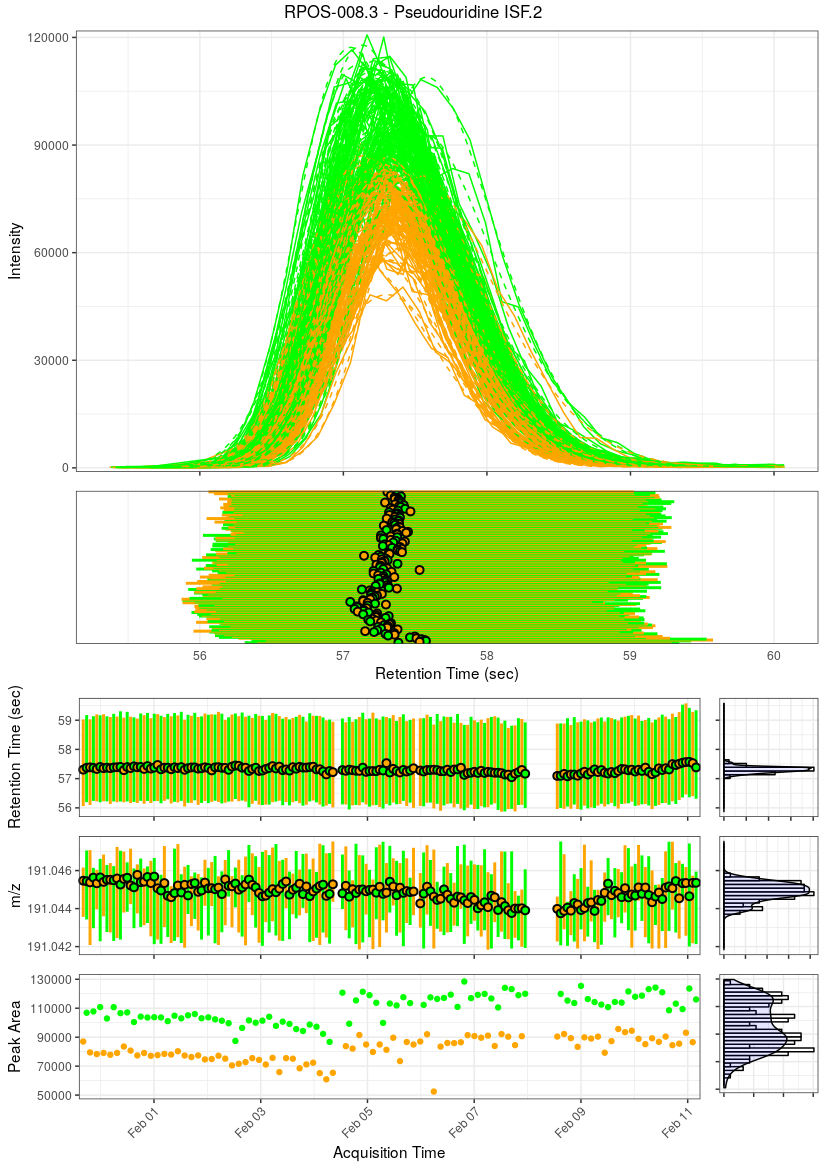 RPOS-008.3 - Pseudouridine ISF.2
120000
90000
60000
30000
0
Intensity
56 57 58 59 60
Retention Time (sec)
Retention Time (sec)
59
58
57
56
m/z
191.046
191.044
191.042
Peak Area
130000
110000
90000
70000
50000
Feb 01 Feb 03 Feb 05 Feb 07 Feb 09 Feb 11
Acquisition Time